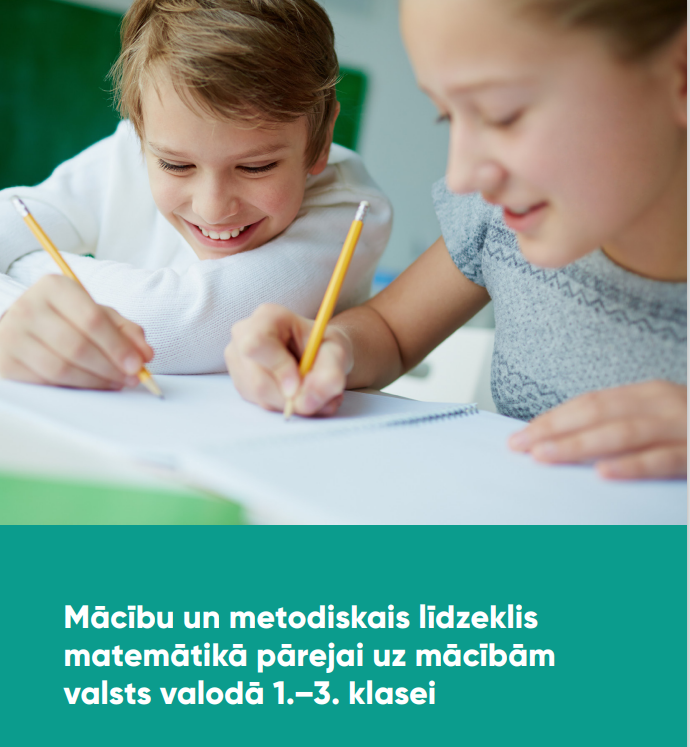 Mācību un metodiskais līdzeklis
matemātikā pārejai uz mācībām
valsts valodā 1.–3. klasei